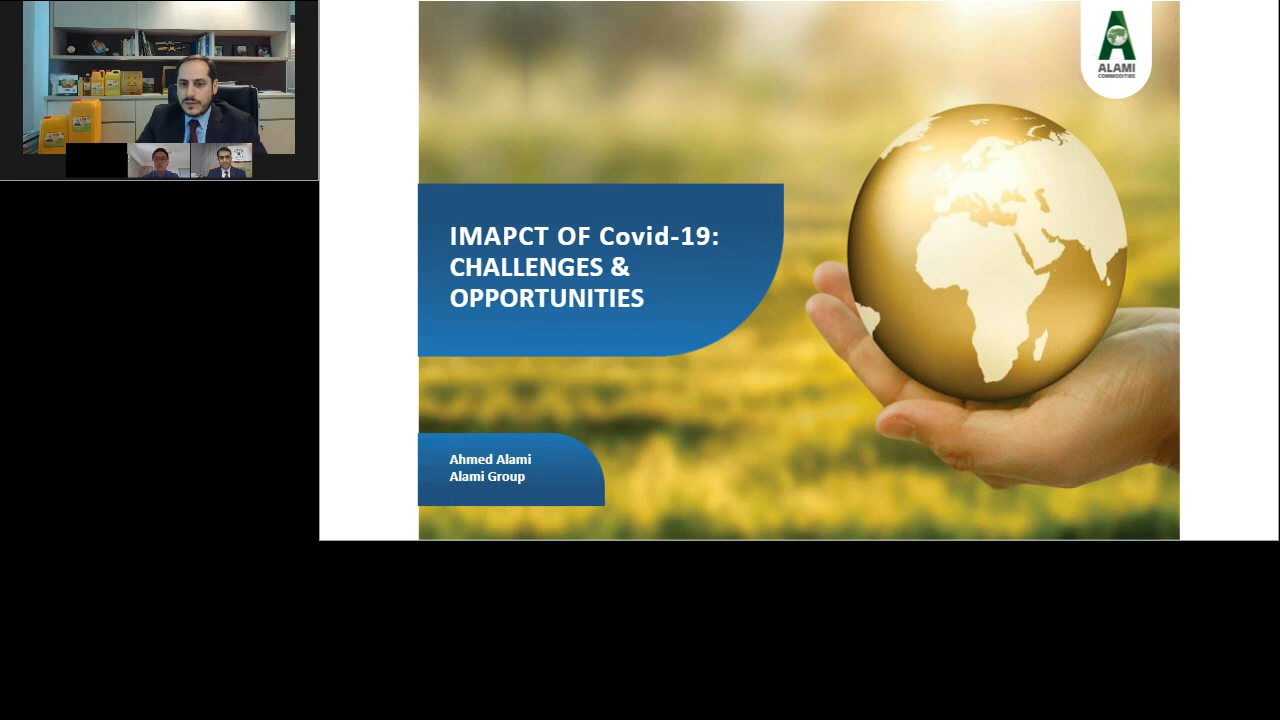 ALAMI
COMMODITIES
IMAPCT OF Covid-19:
CHALLENGES &
OPPORTUNITIES
Ahmed Alami
Alami Group